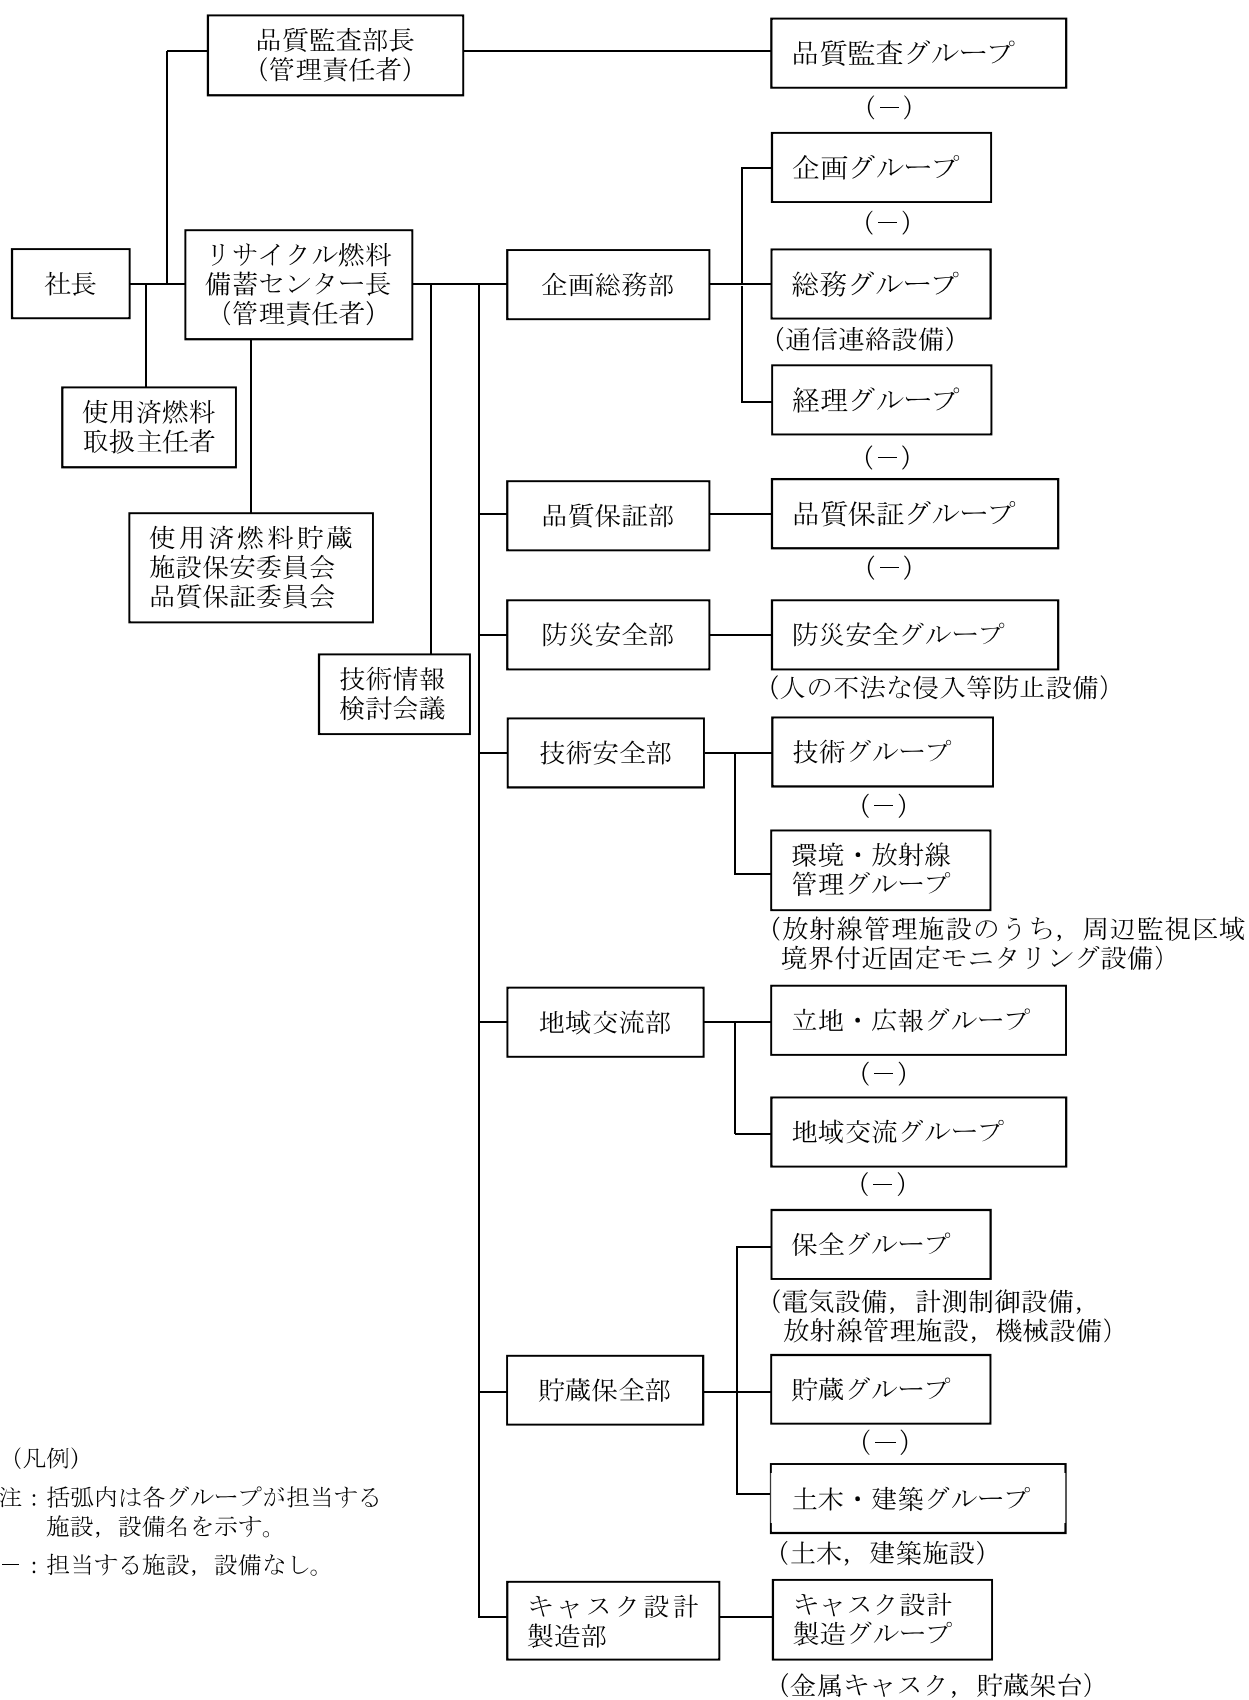 品質監査部長
（管理責任者）
品質監査グループ
（－）
企画グループ
（－）
社長
リサイクル燃料
備蓄センター長
（管理責任者）
企画総務部
総務グループ
（通信連絡設備）
経理グループ
（－）
使用済燃料
取扱主任者
使用済燃料貯蔵
施設保安委員会
品質保証委員会
品質保証部
品質保証グループ
（－）
防災安全部
防災安全グループ
（人の不法な侵入等防止設備）
技術情報
検討会議
技術安全部
技術グループ
（－）
環境・放射線
管理グループ
（放射線管理施設のうち，周辺監視区域
境界付近固定モニタリング設備）
地域交流部
立地・広報グループ
（－）
地域交流グループ
（－）
保全グループ
（電気設備，計測制御設備，
放射線管理施設，機械設備）
貯蔵保全部
貯蔵グループ
（－）
土木・建築グループ
（土木，建築施設）
キャスク設計
製造部
キャスク設計
製造グループ
（金属キャスク，貯蔵架台）
（凡例）
注：括弧内は各グループが担当する
施設，設備名を示す。
－：担当する施設，設備なし。